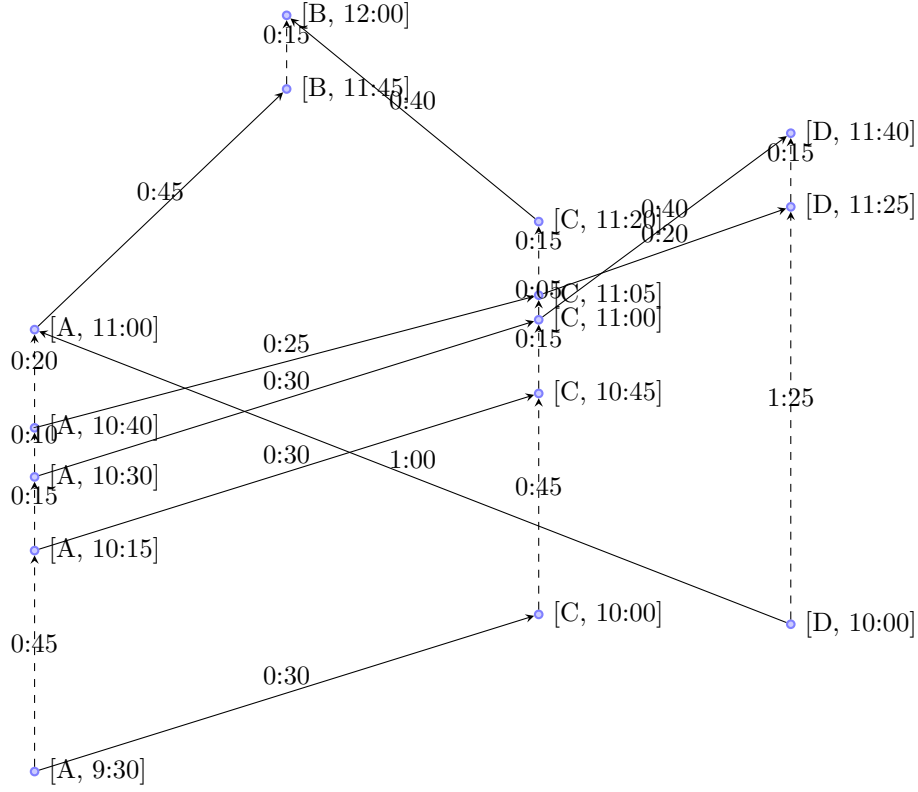 [B, 12:00]
0:15
[B, 11:45]
0:40
[D, 11:40]
0:15
0:45
[D, 11:25]
0:40
[C, 11:20]
0:20
0:15
0:05
[C, 11:05]
[C, 11:00]
[A, 11:00]
0:25
0:15
0:20
0:30
[C, 10:45]
1:25
[A, 10:40]
0:10
0:30
1:00
[A, 10:30]
0:45
0:15
[A, 10:15]
[C, 10:00]
[D, 10:00]
0:45
0:30
[A, 9:30]